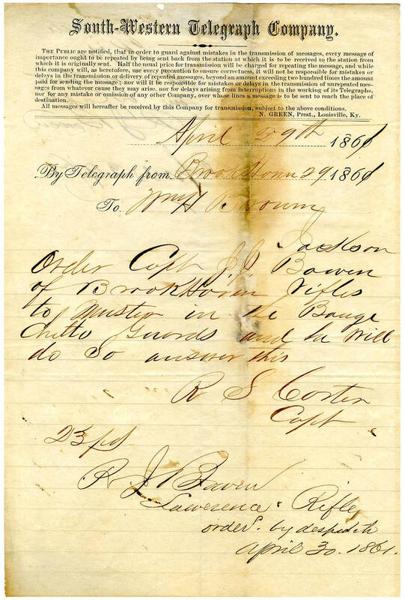 South-Western Telegraph Company.
THE PUBLIC are notified, that in order to guard against mistakes in the transmission of messages, every message of
importance ought to be repeated by being sent back from the station at which it is to be received to the station from
which it is originally sent. Half the usual price for transmission will be charged for repeating the message, and while this
company will, as heretofore, use every precaution to ensure correctness, it will not be responsible for mistakes or
delays in the transmission or delivery of repeated messages, beyond an amount exceeding two hundred times the amount
paid for sending the message; nor will it be responsible for mistakes or delays in the transmission of unrepeated messages
from whatever cause they may arise, nor for delays arising from interruptions in the working of its Telegraphs,
nor for any mistake or omission of any other Company, over whose lines a message is to be sent to reach the place of
destination.
All messages will hereafter be received by this Company for transmission, subject to the above conditions.
N. GREEN, Prest., Louisville, Ky.
April 29th 1861
By Telegraph from Brookhaven 29 1861
To Wm H Brown
Jackson
Order Capt J. J. Bowen
of Brookhaven Rifles
to Muster in the Bouge
Chitto Guards and he will
do so answer this
R S Carter
Capt
23 pd
R J Bowen
Lawerence Rifle
order. by despatch
April 30. 1861.